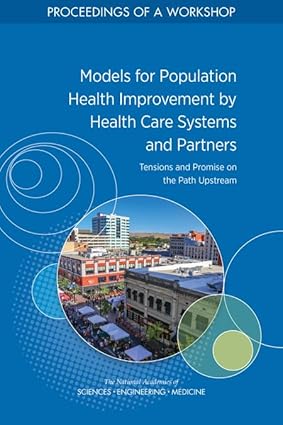 PROCEEDINGS OF A WORKSHOP
Models for Population
Health Improvement by
Health Care Systems
and Partners
Tensions and Promise on
the Path Upstream
The National Academies of
SCIENCES • ENGINEERING • MEDICINE